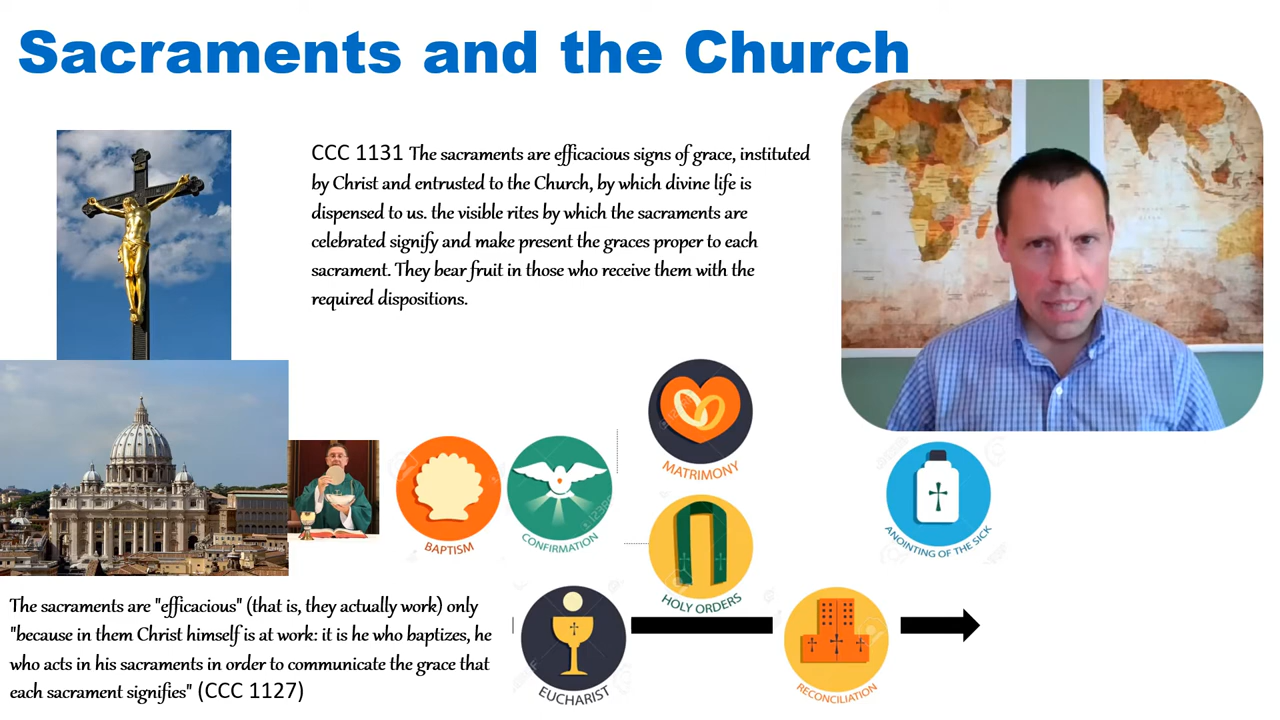 Sacraments and the Church
CCC 1131 The sacraments are efficacious signs of grace, instituted
by Christ and entrusted to the Church, by which divine life is
dispensed to us. the visible rites by which the sacraments are
celebrated signify and make present the graces proper to each
sacrament. They bear fruit in those who receive them with the
required dispositions.
MATRIMONY
BAPTISM
CONFIRMATION
HOLY ORDERS
ANOINTING OF THE SICK
EUCHARIST
RECONCILIATION
The sacraments are "efficacious" (that is, they actually work) only
"because in them Christ himself is at work: it is he who baptizes, he
who acts in his sacraments in order to communicate the grace that
each sacrament signifies" (CCC 1127)